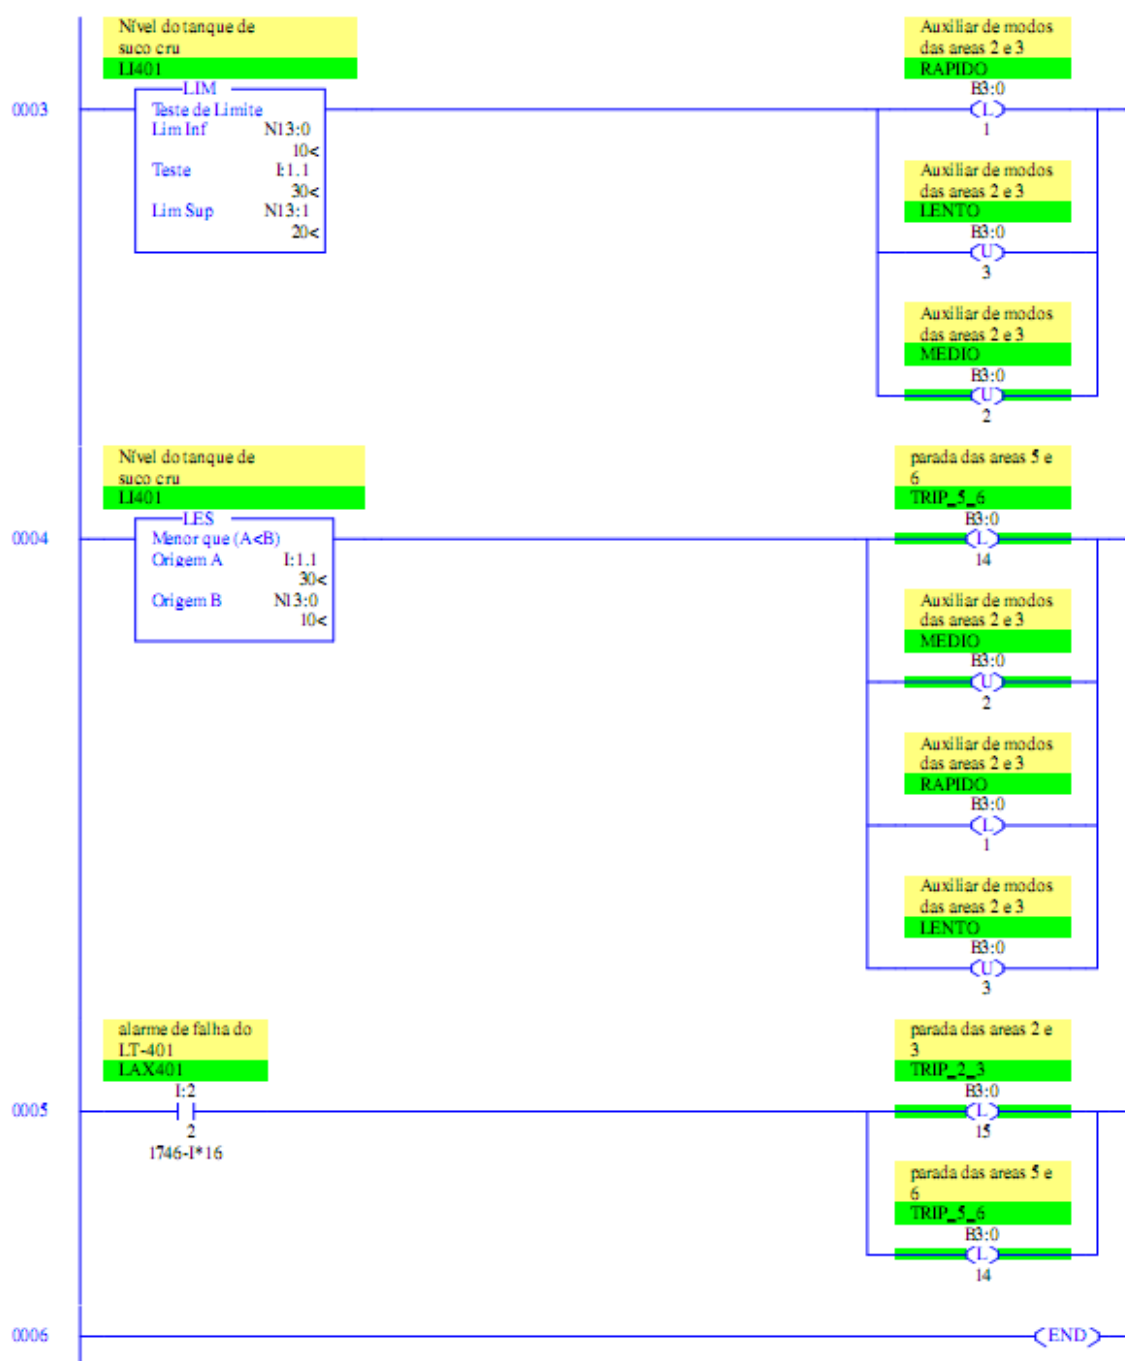 Nível do tanque de
suco cru
LI401
LIM
0003
Teste de Limite
Lim Inf N13:0
10<
Teste I:1.1
30<
Lim Sup N13:1
20<
Auxiliar de modos
das areas 2 e 3
RAPIDO
B3:0
L
1
Auxiliar de modos
das areas 2 e 3
LENTO
B3:0
U
3
Auxiliar de modos
das areas 2 e 3
MEDIO
B3:0
U
2
Nível do tanque de
suco cru
LI401
LES
0004
Menor que (A<B)
Origem A I:1.1
30<
Origem B N13:0
10<
parada das areas 5 e
6
TRIP_5_6
B3:0
L
14
Auxiliar de modos
das areas 2 e 3
MEDIO
B3:0
U
2
Auxiliar de modos
das areas 2 e 3
RAPIDO
B3:0
L
1
Auxiliar de modos
das areas 2 e 3
LENTO
B3:0
U
3
alarme de falha do
LT-401
LAX401
I:2
0005
2
1746-I*16
parada das areas 2 e
3
TRIP_2_3
B3:0
L
15
parada das areas 5 e
6
TRIP_5_6
B3:0
L
14
0006
END